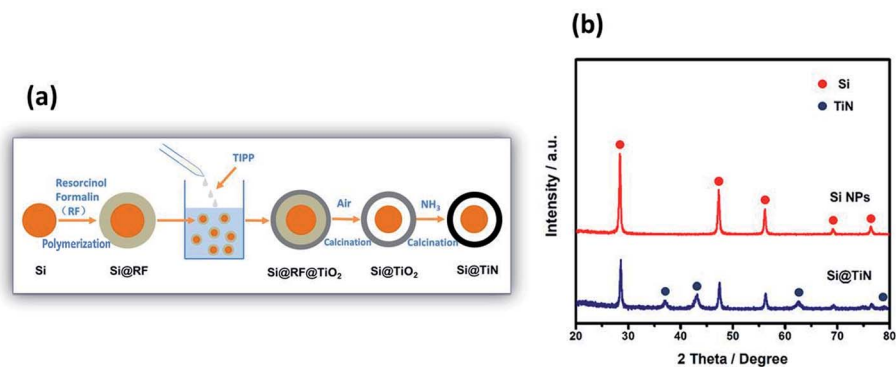 (a)
TIPP
Resorcinol
Formalin
(RF)
Polymerization
Air
Calcination
NH₃
Calcination
Si
Si@RF
Si@RF@TiO₂
Si@TiO₂
Si@TiN
(b)
Intensity / a.u.
Si
TiN
Si NPs
Si@TiN
20 30 40 50 60 70 80
2 Theta / Degree